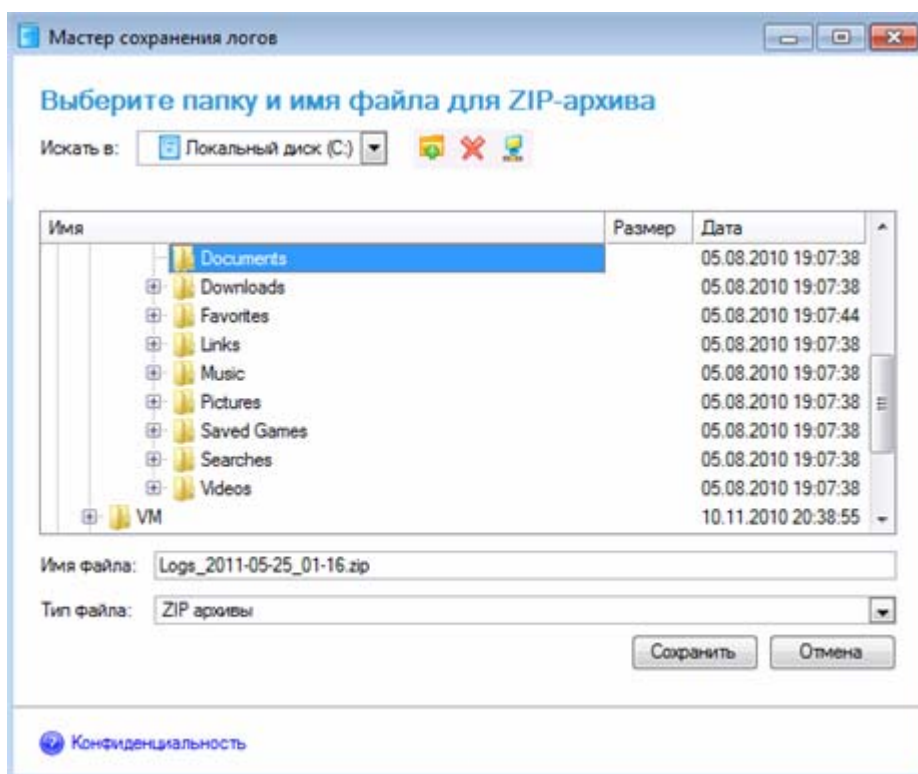 Мастер сохранения логов
Выберите папку и имя файла для ZIP-архива
Искать в: Локальный диск (C:)
Имя Размер Дата
Documents 05.08.2010 19:07:38
Downloads 05.08.2010 19:07:38
Favorites 05.08.2010 19:07:44
Links 05.08.2010 19:07:38
Music 05.08.2010 19:07:38
Pictures 05.08.2010 19:07:38
Saved Games 05.08.2010 19:07:38
Searches 05.08.2010 19:07:38
Videos 05.08.2010 19:07:38
VM 10.11.2010 20:38:55
Имя файла: Logs_2011-05-25_01-16.zip
Тип файла: ZIP архивы
Сохранить Отмена
Конфиденциальность